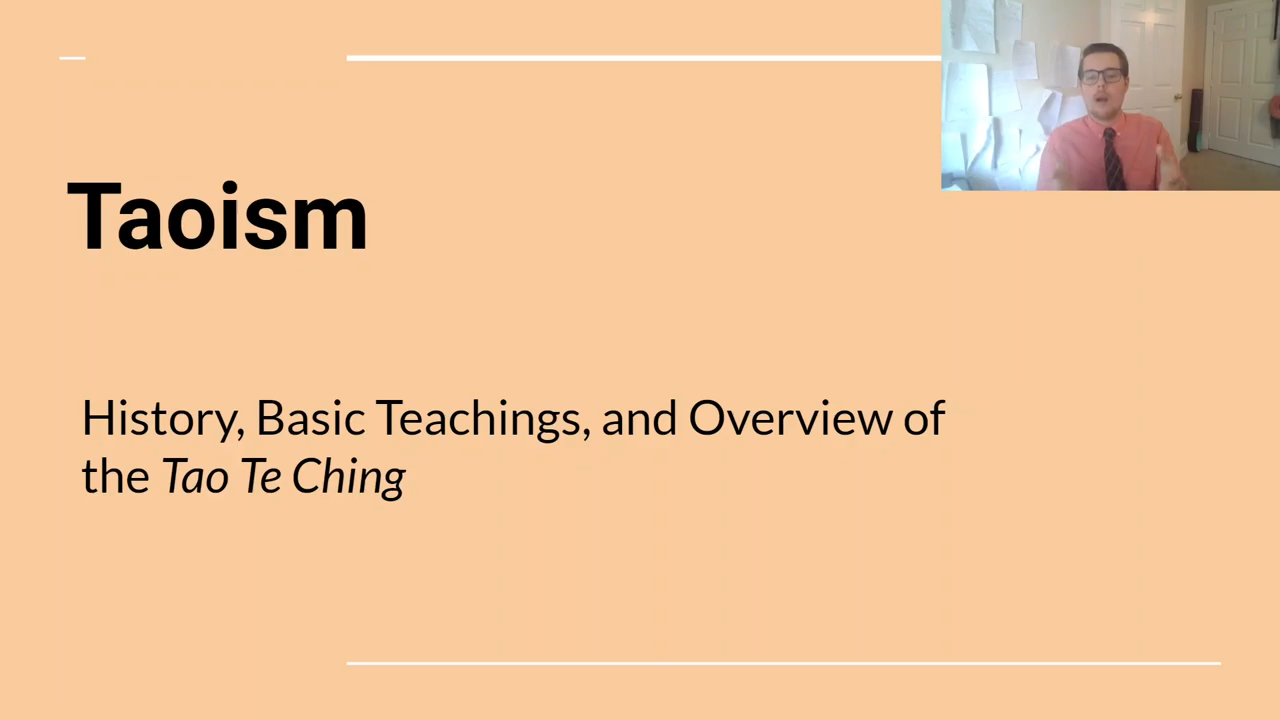 Taoism
History, Basic Teachings, and Overview of
the Tao Te Ching